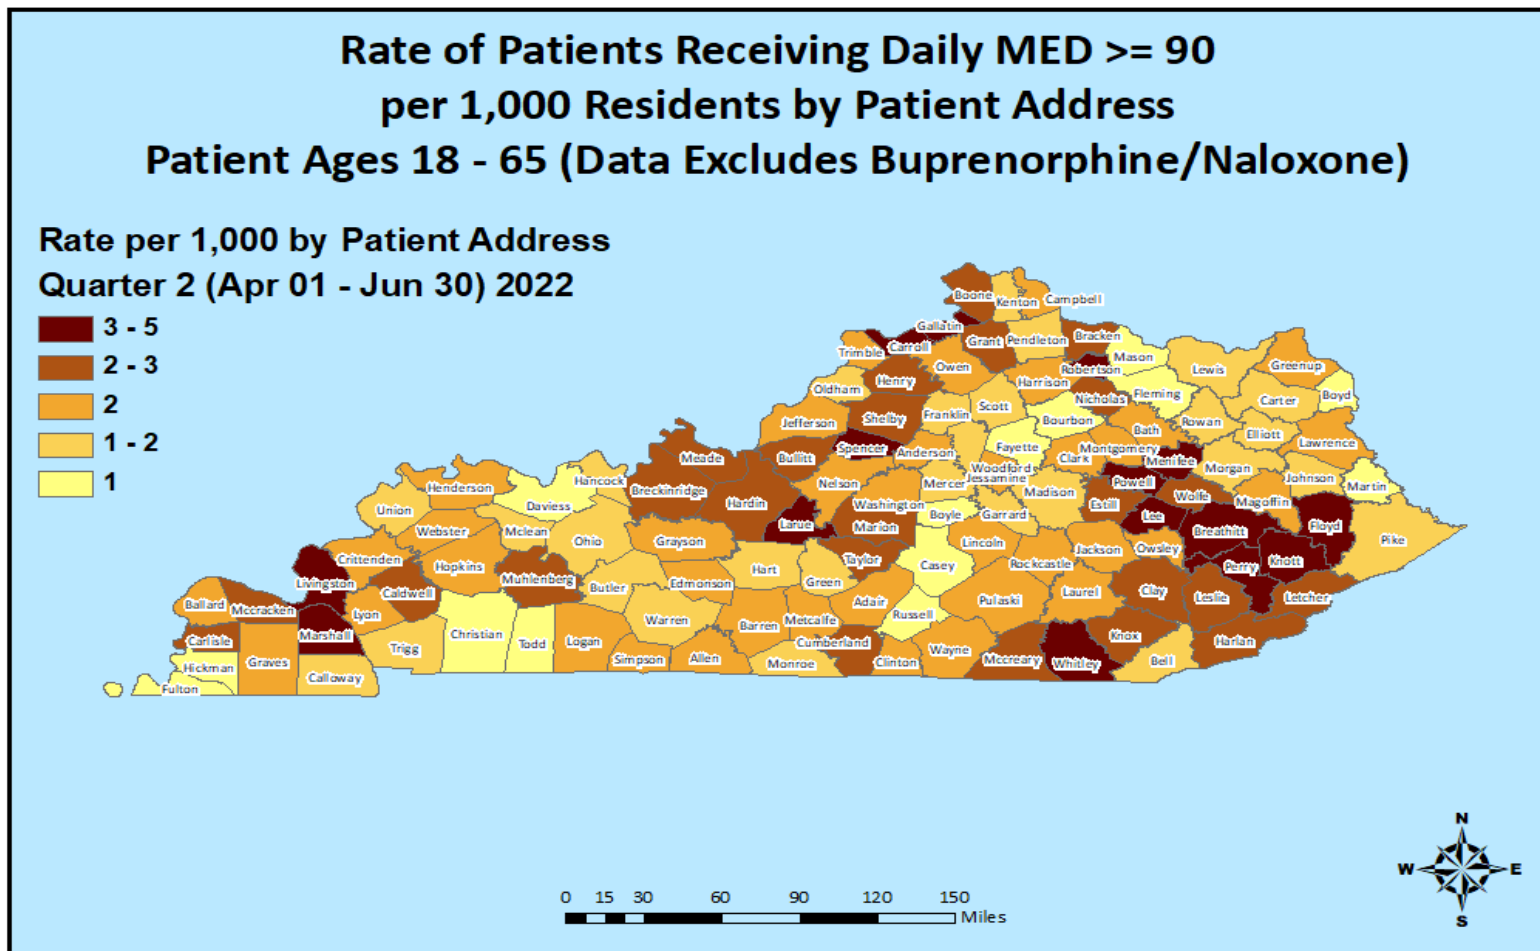 Rate of Patients Receiving Daily MED >= 90
per 1,000 Residents by Patient Address
Patient Ages 18 - 65 (Data Excludes Buprenorphine/Naloxone)
Rate per 1,000 by Patient Address
Quarter 2 (Apr 01 - Jun 30) 2022
3 - 5
2 - 3
2
1 - 2
1
Boone
Kenton
Campbell
Gallatin
Carroll
Grant
Pendleton
Bracken
Trimble
Mason
Owen
Robertson
Lewis
Greenup
Oldham
Henry
Harrison
Nicholas
Fleming
Carter
Boyd
Jefferson
Shelby
Franklin
Scott
Bourbon
Rowan
Bath
Elliott
Lawrence
Spencer
Anderson
Fayette
Montgomery
Clark
Menifee
Meade
Bullitt
Woodford
Jessamine
Morgan
Johnson
Martin
Henderson
Hancock
Breckinridge
Hardin
Nelson
Mercer
Madison
Powell
Wolfe
Magoffin
Union
Daviess
Washington
Boyle
Garrard
Estill
Lee
Floyd
Webster
Mclean
Ohio
Grayson
Larue
Marion
Lincoln
Jackson
Owsley
Breathitt
Pike
Crittenden
Hopkins
Muhlenberg
Hart
Taylor
Casey
Rockcastle
Perry
Knott
Livingston
Caldwell
Butler
Edmonson
Green
Clay
Leslie
Letcher
Ballard
Mccracken
Lyon
Warren
Barren
Metcalfe
Adair
Russell
Pulaski
Laurel
Carlisle
Marshall
Christian
Todd
Logan
Cumberland
Wayne
Knox
Harlan
Hickman
Graves
Trigg
Simpson
Allen
Monroe
Clinton
Mccreary
Whitley
Bell
Fulton
Calloway
N
W
E
S
0 15 30 60 90 120 150
Miles